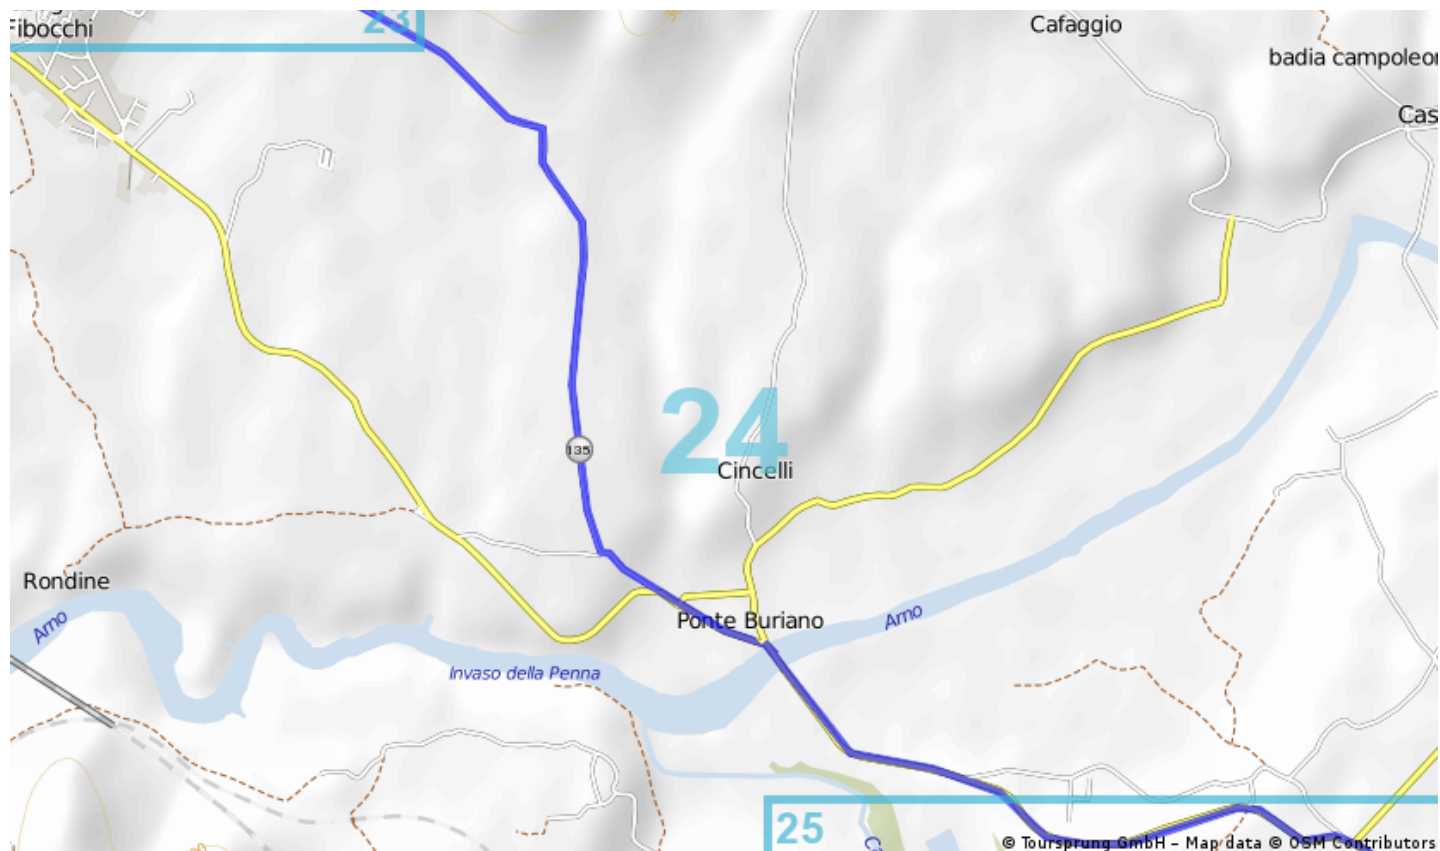 23
Fibocchi
Cafaggio
badia campoleon
Cas
24
135
Cincelli
Rondine
Arno
Ponte Buriano
Arno
Invaso della Penna
25
© Toursprung GmbH – Map data © OSM Contributors